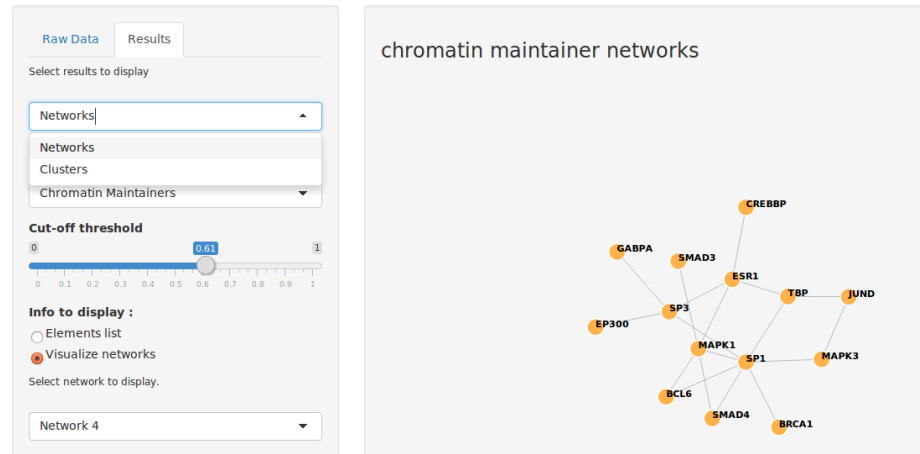 Raw Data
Results
Select results to display
Networks
Networks
Clusters
Chromatin Maintainers
Cut-off threshold
0 0.61 1
0 0.1 0.2 0.3 0.4 0.5 0.6 0.7 0.8 0.9 1
Info to display :
Elements list
Visualize networks
Select network to display.
Network 4
chromatin maintainer networks
CREBBP
GABPA
SMAD3
ESR1
TBP
JUND
SP3
EP300
MAPK1
SP1
MAPK3
BCL6
SMAD4
BRCA1